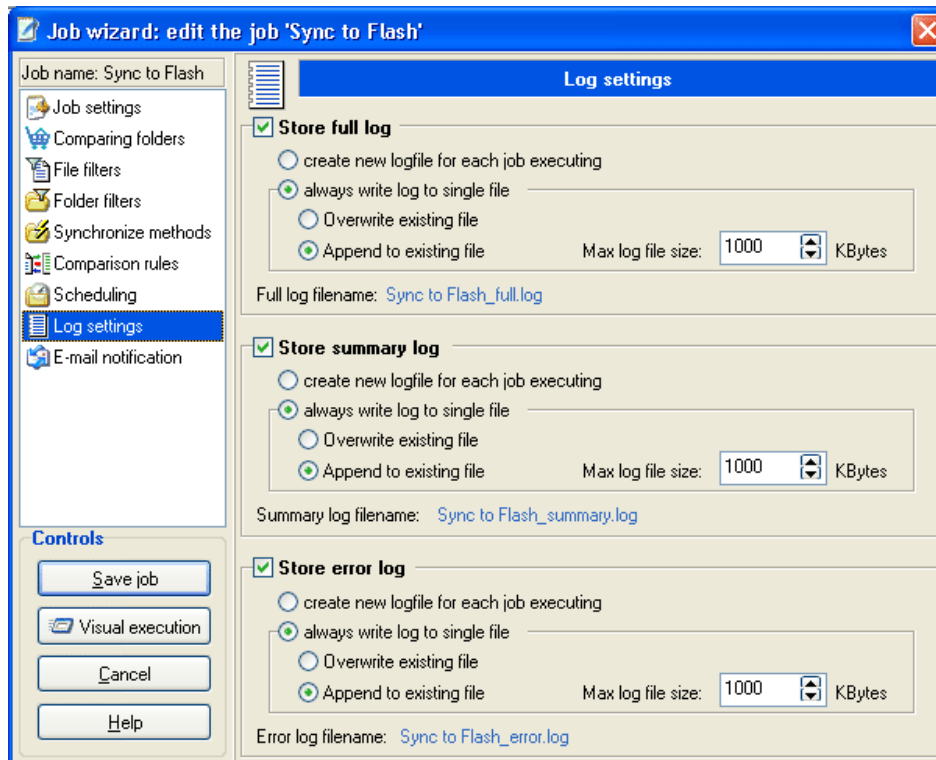 Job wizard: edit the job 'Sync to Flash'
Job name: Sync to Flash
Job settings
Comparing folders
File filters
Folder filters
Synchronize methods
Comparison rules
Scheduling
Log settings
E-mail notification
Controls
Save job
Visual execution
Cancel
Help
Log settings
Store full log
create new logfile for each job executing
always write log to single file
Overwrite existing file
Append to existing file Max log file size: 1000 KBytes
Full log filename: Sync to Flash_full.log
Store summary log
create new logfile for each job executing
always write log to single file
Overwrite existing file
Append to existing file Max log file size: 1000 KBytes
Summary log filename: Sync to Flash_summary.log
Store error log
create new logfile for each job executing
always write log to single file
Overwrite existing file
Append to existing file Max log file size: 1000 KBytes
Error log filename: Sync to Flash_error.log